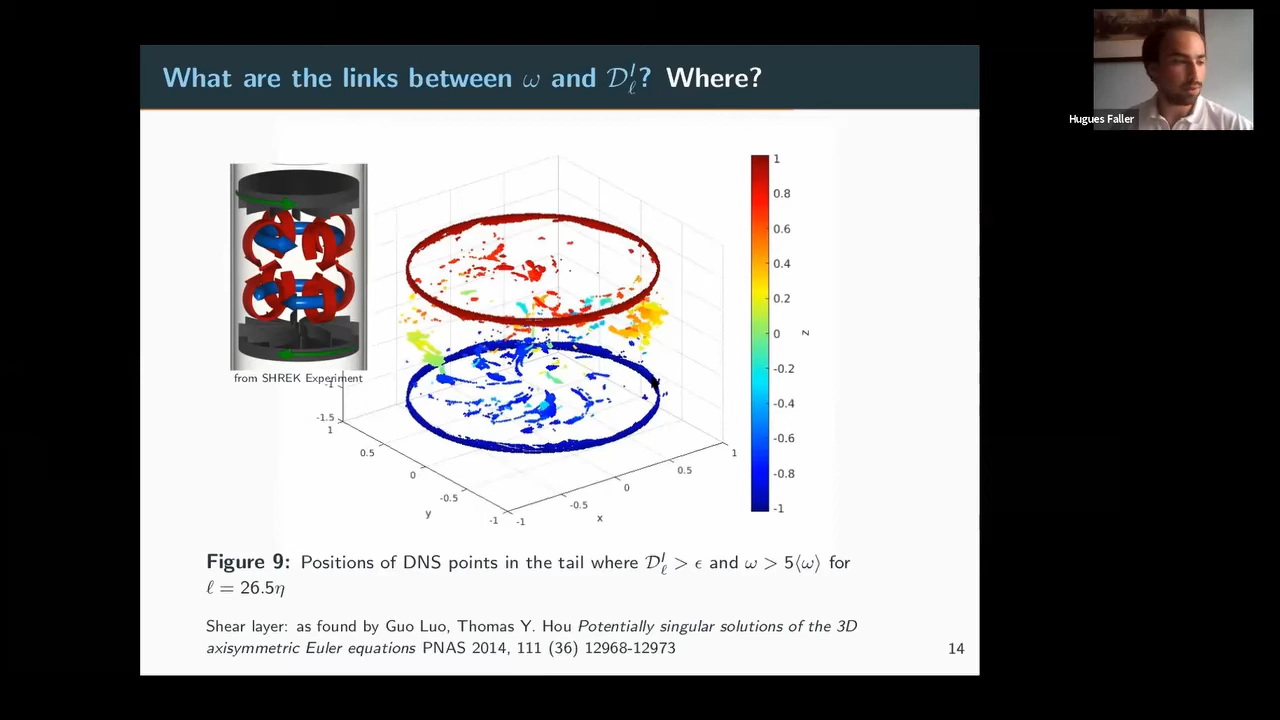 What are the links between ω and 𝒟ᴵ_ℓ? Where?
Hugues Faller
from SHREK Experiment
1
0.8
0.6
0.4
0.2
0
-0.2
-0.4
-0.6
-0.8
-1
z
-1
-1.5
1
0.5
0
-0.5
-1
y
-1
-0.5
0
0.5
1
x
Figure 9: Positions of DNS points in the tail where 𝒟ᴵ_ℓ > ϵ and ω > 5⟨ω⟩ for
ℓ = 26.5η
Shear layer: as found by Guo Luo, Thomas Y. Hou Potentially singular solutions of the 3D
axisymmetric Euler equations PNAS 2014, 111 (36) 12968-12973
14